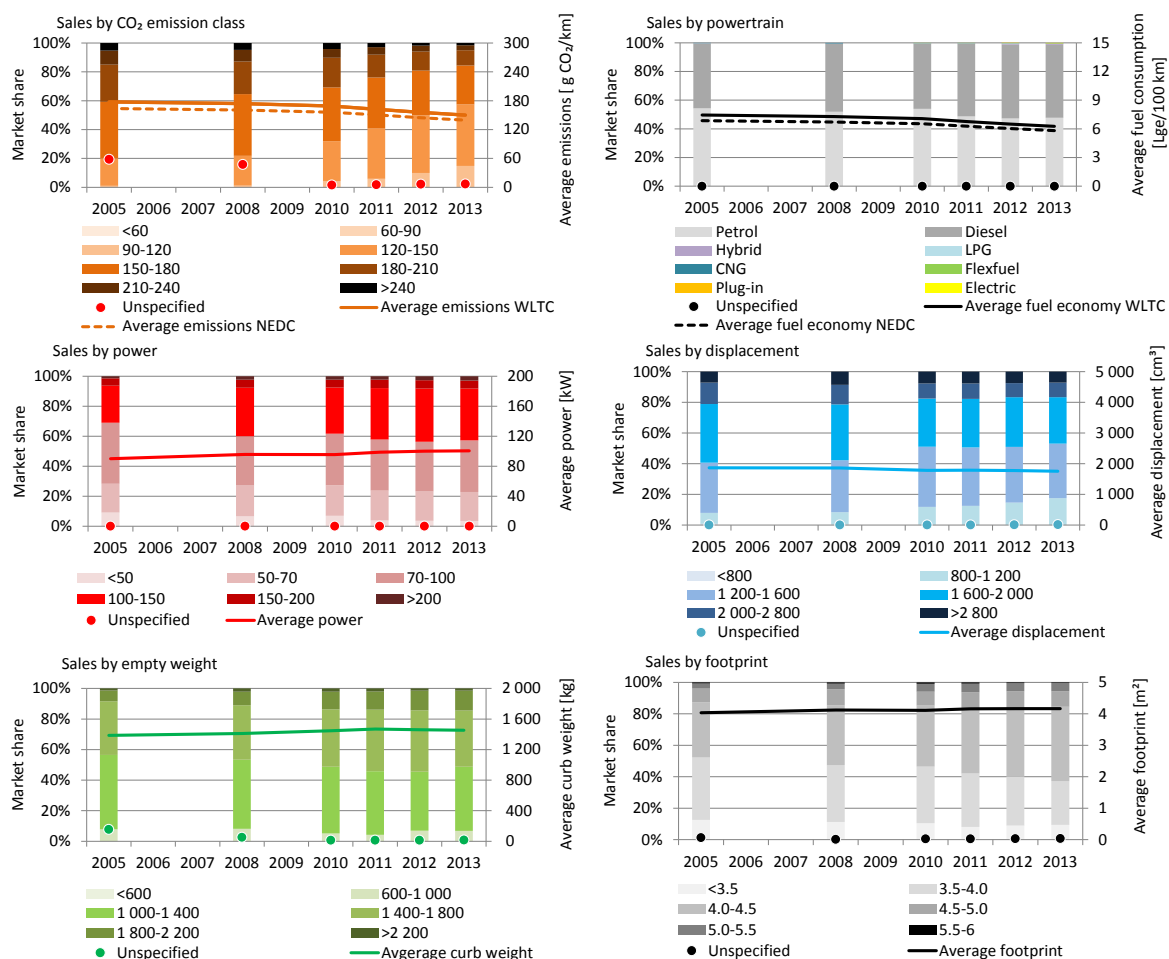 Sales by CO₂ emission class
Market share
100%
80%
60%
40%
20%
0%
300
240
180
120
60
0
Average emissions [ g CO₂/km]
2005 2006 2007 2008 2009 2010 2011 2012 2013
<60 60-90
90-120 120-150
150-180 180-210
210-240 >240
Unspecified Average emissions WLTC
Average emissions NEDC
Sales by powertrain
Market share
100%
80%
60%
40%
20%
0%
15
12
9
6
3
0
Average fuel consumption
[Lge/100 km]
2005 2006 2007 2008 2009 2010 2011 2012 2013
Petrol Diesel
Hybrid LPG
CNG Flexfuel
Plug-in Electric
Unspecified Average fuel economy WLTC
Average fuel economy NEDC
Sales by power
Market share
100%
80%
60%
40%
20%
0%
200
160
120
80
40
0
Average power [kW]
2005 2006 2007 2008 2009 2010 2011 2012 2013
<50 50-70 70-100
100-150 150-200 >200
Unspecified Average power
Sales by displacement
Market share
100%
80%
60%
40%
20%
0%
5 000
4 000
3 000
2 000
1 000
0
Average displacement [cm³]
2005 2006 2007 2008 2009 2010 2011 2012 2013
<800 800-1 200
1 200-1 600 1 600-2 000
2 000-2 800 >2 800
Unspecified Average displacement
Sales by empty weight
Market share
100%
80%
60%
40%
20%
0%
2 000
1 600
1 200
800
400
0
Average curb weight [kg]
2005 2006 2007 2008 2009 2010 2011 2012 2013
<600 600-1 000
1 000-1 400 1 400-1 800
1 800-2 200 >2 200
Unspecified Avgerage curb weight
Sales by footprint
Market share
100%
80%
60%
40%
20%
0%
5
4
3
2
1
0
Average footprint [m²]
2005 2006 2007 2008 2009 2010 2011 2012 2013
<3.5 3.5-4.0
4.0-4.5 4.5-5.0
5.0-5.5 5.5-6
Unspecified Average footprint